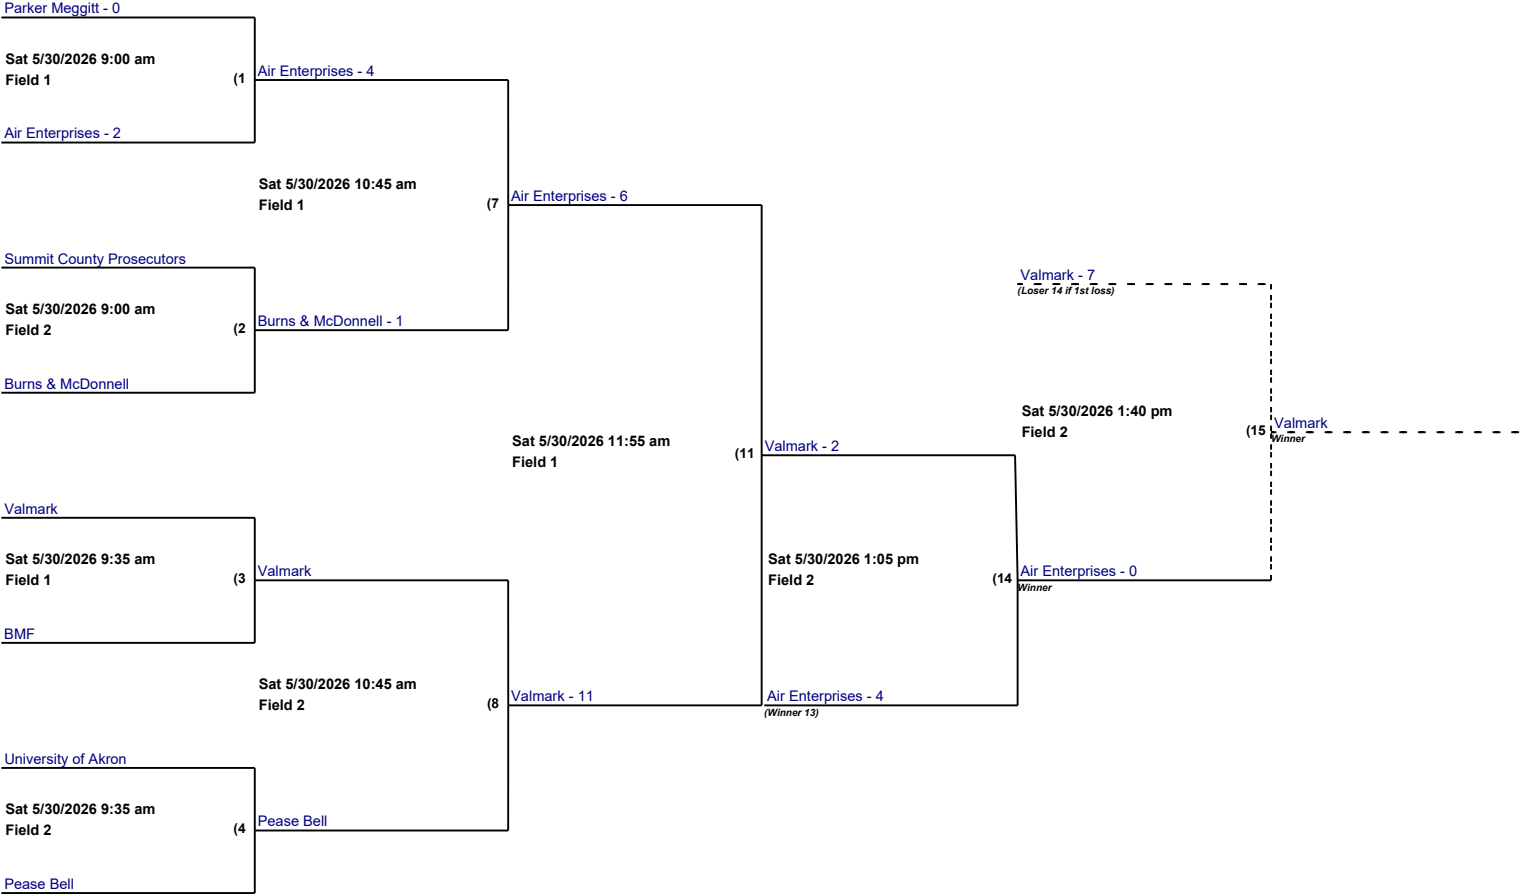 Parker Meggitt - 0
Sat 5/30/2026 9:00 am
Field 1
(1
Air Enterprises - 4
Air Enterprises - 2
Sat 5/30/2026 10:45 am
Field 1
(7
Air Enterprises - 6
Summit County Prosecutors
Sat 5/30/2026 9:00 am
Field 2
(2
Burns & McDonnell - 1
Burns & McDonnell
Sat 5/30/2026 11:55 am
Field 1
(11
Valmark - 2
Valmark - 7
(Loser 14 if 1st loss)
Sat 5/30/2026 1:40 pm
Field 2
(15
Valmark
Winner
Valmark
Sat 5/30/2026 9:35 am
Field 1
(3
Valmark
BMF
Sat 5/30/2026 1:05 pm
Field 2
(14
Air Enterprises - 0
Winner
Sat 5/30/2026 10:45 am
Field 2
(8
Valmark - 11
Air Enterprises - 4
(Winner 13)
University of Akron
Sat 5/30/2026 9:35 am
Field 2
(4
Pease Bell
Pease Bell